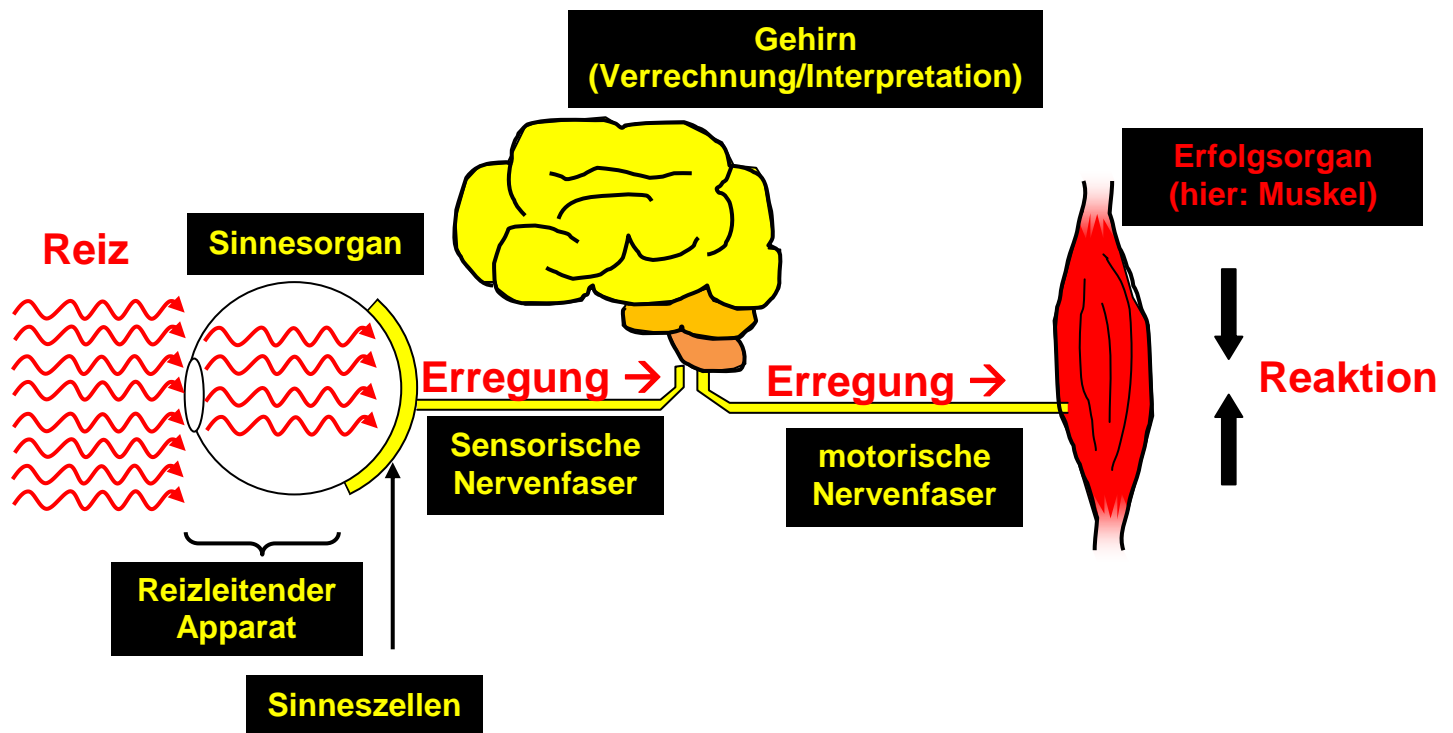 Gehirn
(Verrechnung/Interpretation)
Erfolgsorgan
(hier: Muskel)
Reiz
Sinnesorgan
Erregung →
Erregung →
Reaktion
Sensorische
Nervenfaser
motorische
Nervenfaser
Reizleitender
Apparat
Sinneszellen